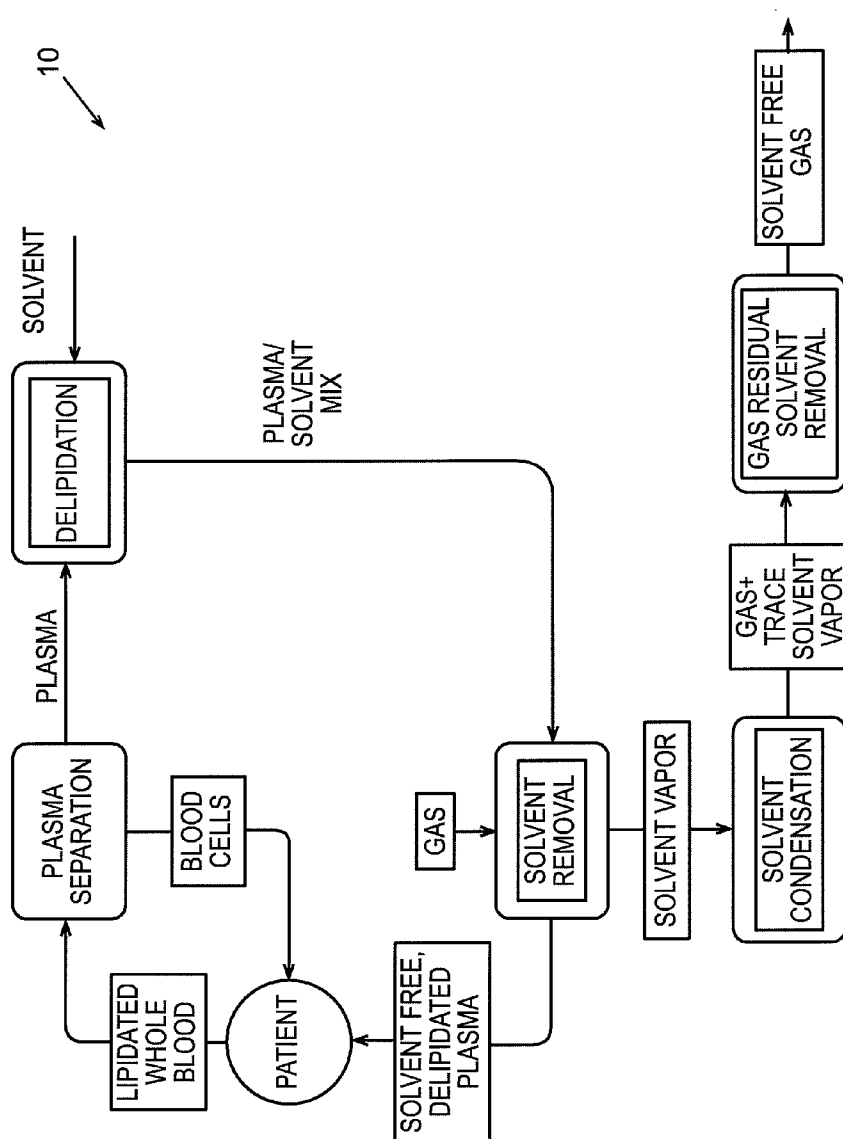 10
LIPIDATED
WHOLE
BLOOD
PLASMA
SEPARATION
PLASMA
DELIPIDATION
SOLVENT
BLOOD
CELLS
PATIENT
PLASMA/
SOLVENT
MIX
SOLVENT FREE,
DELIPIDATED
PLASMA
GAS
SOLVENT
REMOVAL
SOLVENT VAPOR
SOLVENT
CONDENSATION
GAS+
TRACE
SOLVENT
VAPOR
GAS RESIDUAL
SOLVENT
REMOVAL
SOLVENT FREE
GAS